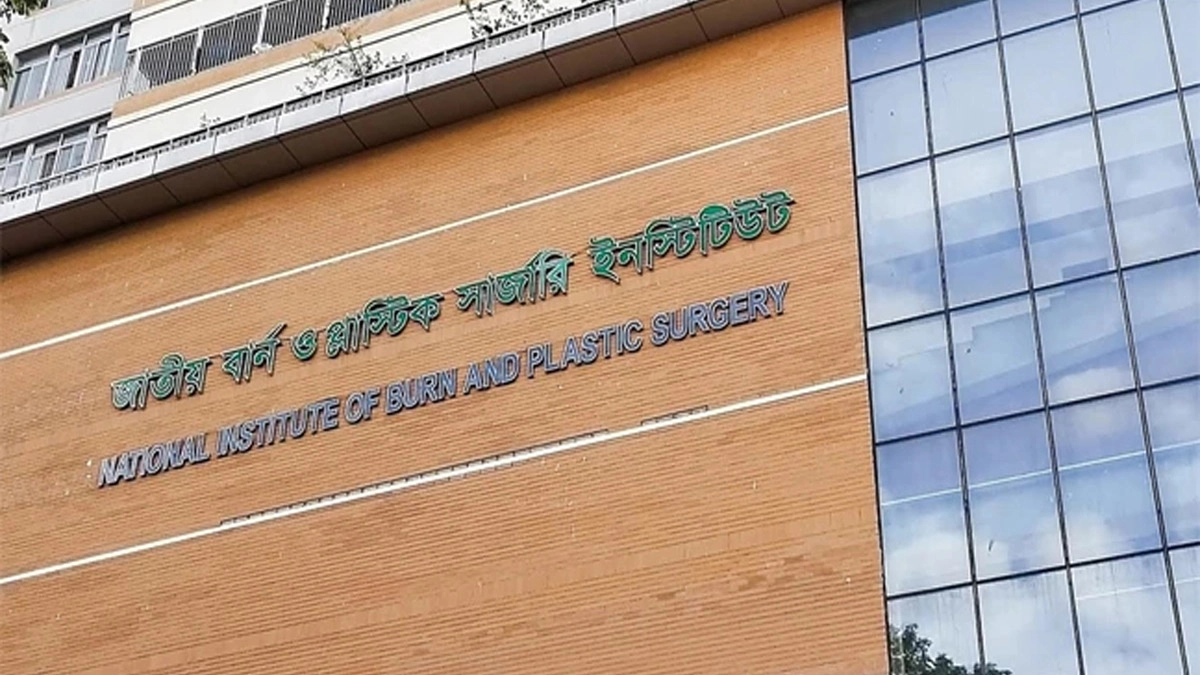 জাতীয় বার্ন ও প্লাস্টিক সার্জারি ইনস্টিটিউট
NATIONAL INSTITUTE OF BURN AND PLASTIC SURGERY